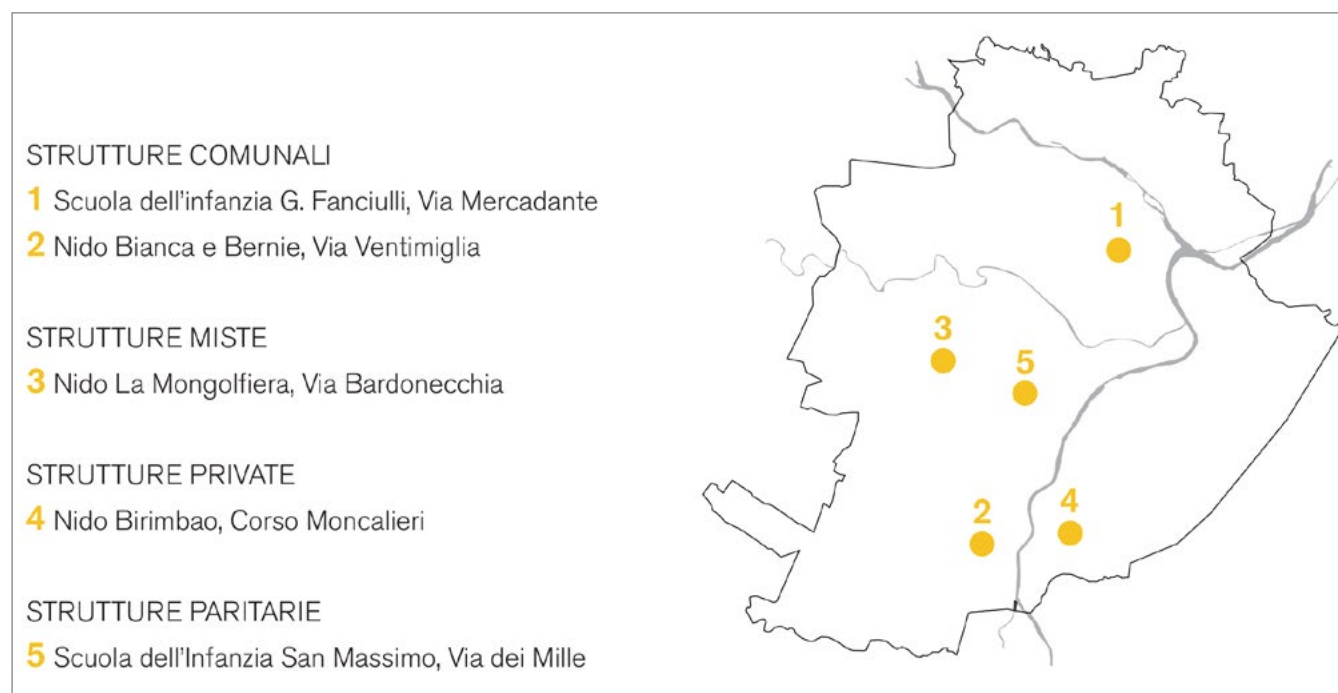 STRUTTURE COMUNALI
1 Scuola dell'infanzia G. Fanciulli, Via Mercadante
2 Nido Bianca e Bernie, Via Ventimiglia
STRUTTURE MISTE
3 Nido La Mongolfiera, Via Bardonecchia
STRUTTURE PRIVATE
4 Nido Birimbao, Corso Moncalieri
STRUTTURE PARITARIE
5 Scuola dell'Infanzia San Massimo, Via dei Mille
1
3
5
2
4